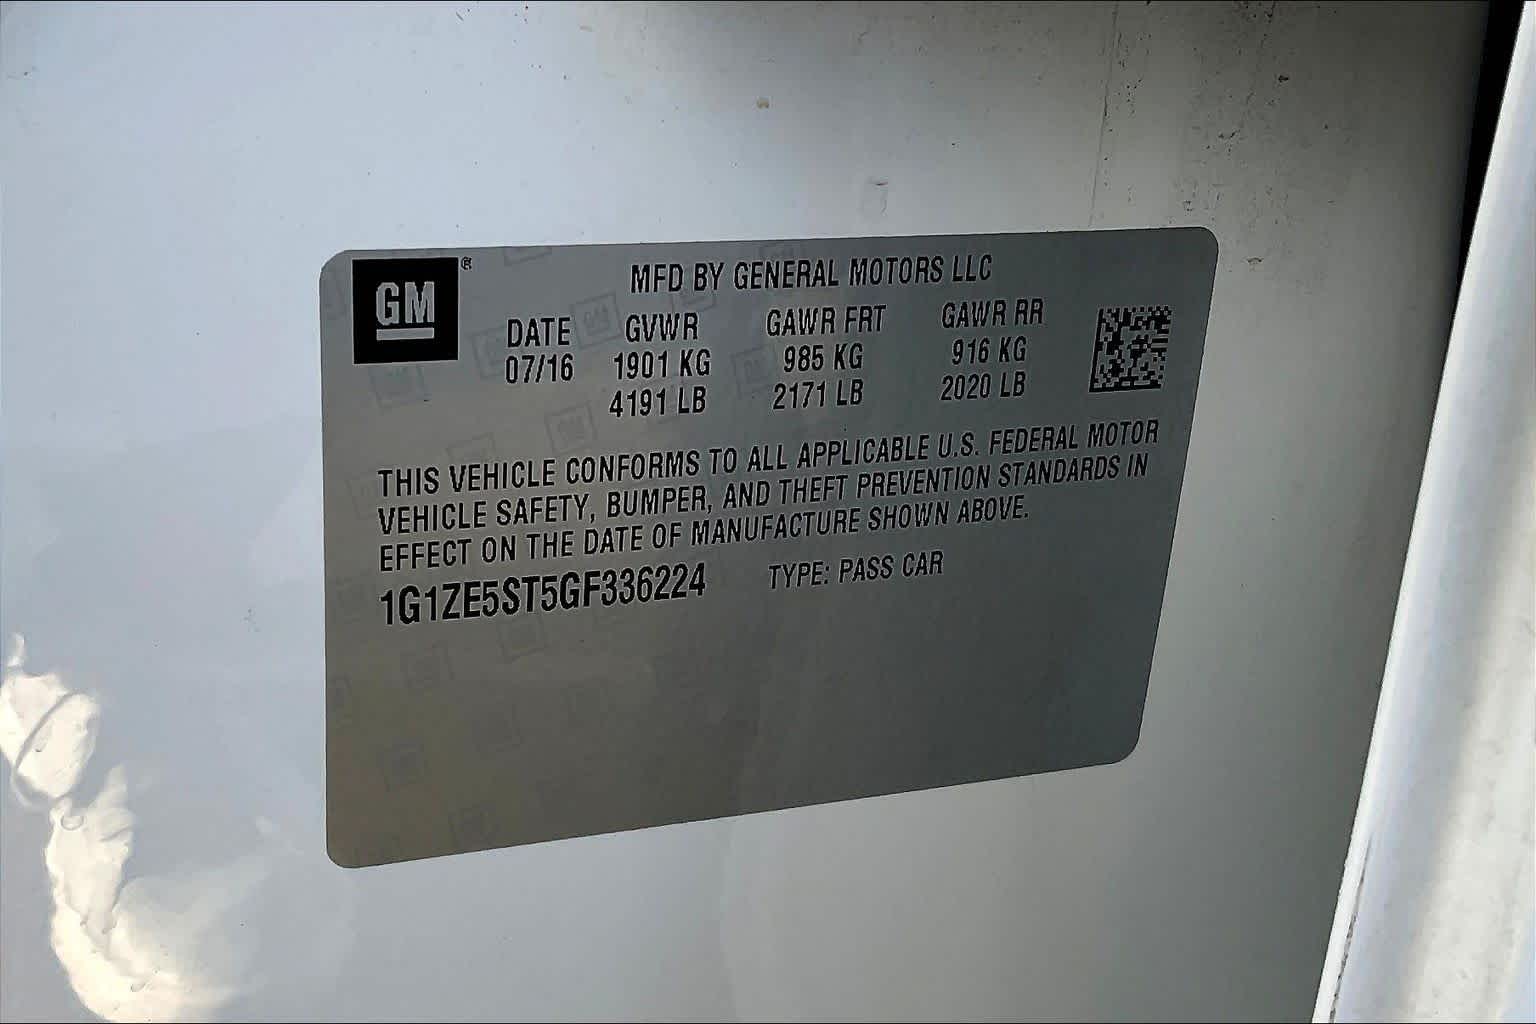 GM ®
MFD BY GENERAL MOTORS LLC
DATE GVWR GAWR FRT GAWR RR
07/16 1901 KG 985 KG 916 KG
4191 LB 2171 LB 2020 LB
THIS VEHICLE CONFORMS TO ALL APPLICABLE U.S. FEDERAL MOTOR
VEHICLE SAFETY, BUMPER, AND THEFT PREVENTION STANDARDS IN
EFFECT ON THE DATE OF MANUFACTURE SHOWN ABOVE.
1G1ZE5ST5GF336224 TYPE: PASS CAR